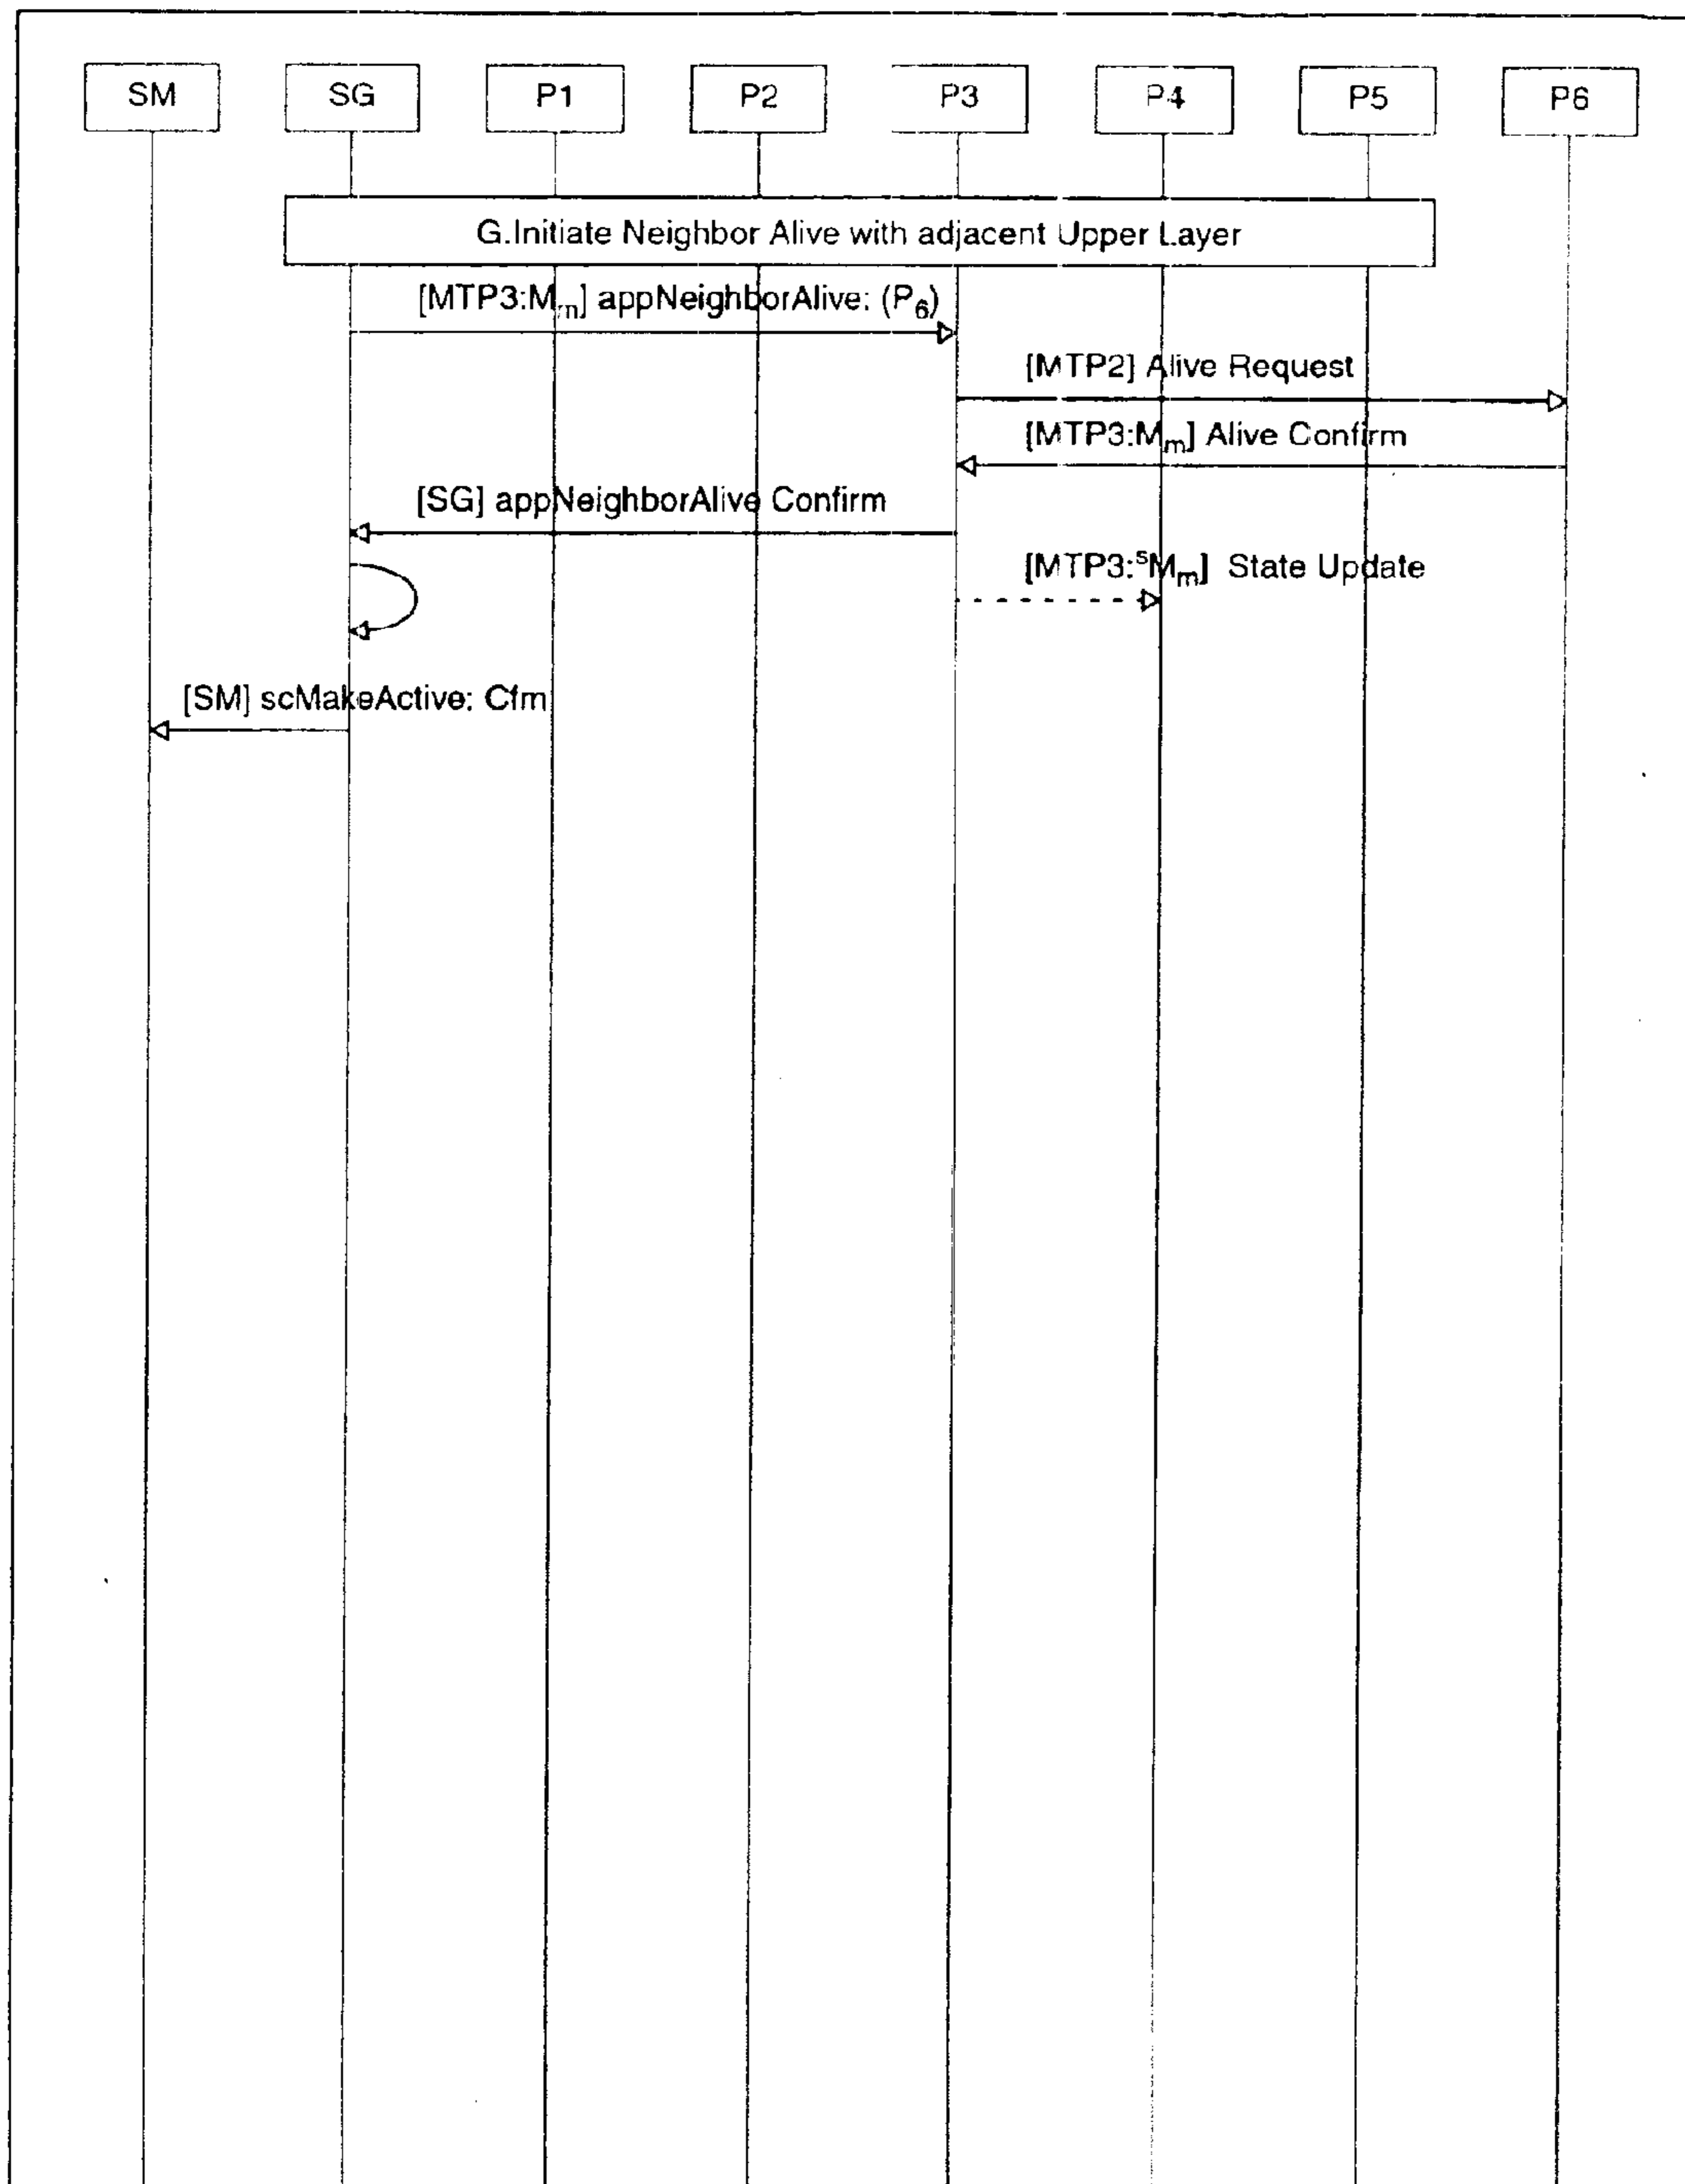 SM SG P1 P2 P3 P4 P5 P6
G.Initiate Neighbor Alive with adjacent Upper Layer
[MTP3:Mm] appNeighborAlive: (P6)
[MTP2] Alive Request
[MTP3:Mm] Alive Confirm
[SG] appNeighborAlive Confirm
[MTP3:sMm] State Update
[SM] scMakeActive: Cfm